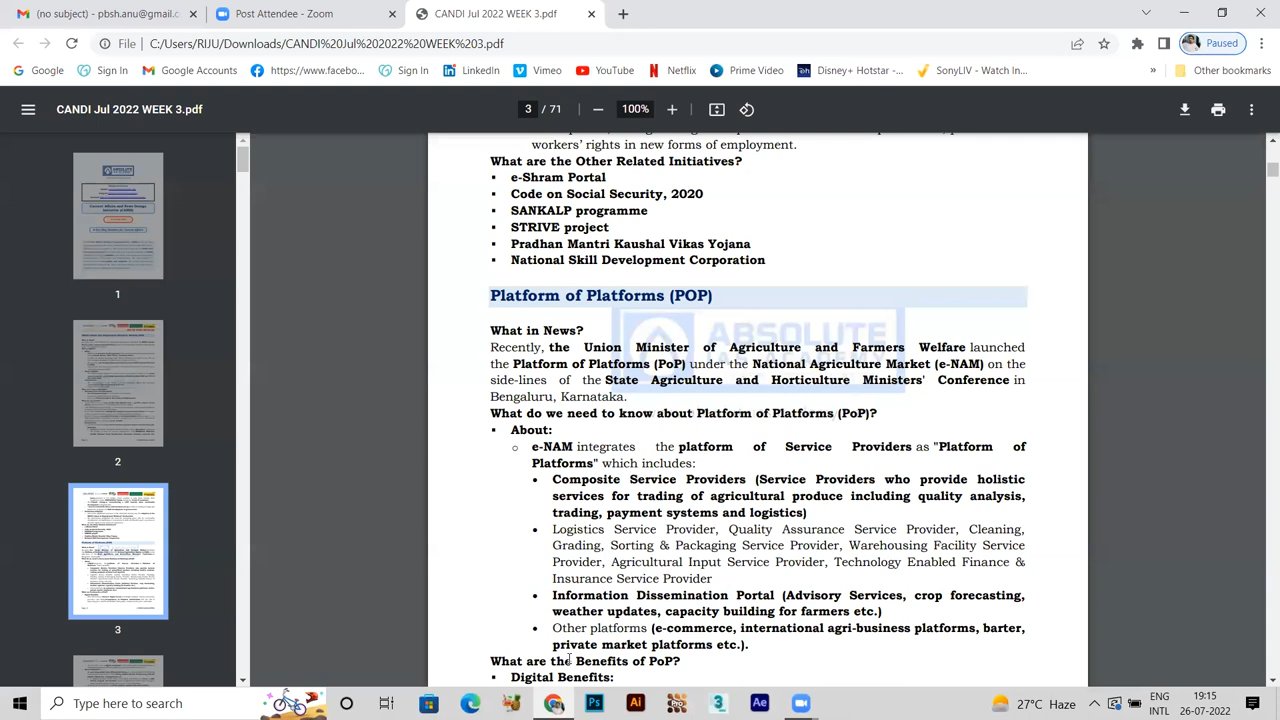 (no subject) - pbsh.anu@gmail.c
Post Attendee - Zoom
CANDI Jul 2022 WEEK 3.pdf
File
C:/Users/RIJU/Downloads/CANDI%20Jul%202022%20WEEK%203.pdf
Paused
Google
Sign In
Google Accounts
https://www.facebo...
Sign In
LinkedIn
Vimeo
YouTube
Netflix
Prime Video
Disney+ Hotstar -...
SonyLIV - Watch In...
»
Other bookmarks
CANDI Jul 2022 WEEK 3.pdf
3 / 71
100%
workers' rights in new forms of employment.
What are the Other Related Initiatives?
▪ e-Shram Portal
▪ Code on Social Security, 2020
▪ SANKALP programme
▪ STRIVE project
▪ Pradhan Mantri Kaushal Vikas Yojana
▪ National Skill Development Corporation
Platform of Platforms (POP)
What in News?
Recently, the Union Minister of Agriculture and Farmers Welfare launched
the Platform of Platforms (PoP) under the National Agriculture Market (e-NAM) on the
side-lines of the State Agriculture and Horticulture Ministers' Conference in
Bengaluru, Karnataka.
What do we need to know about Platform of Platforms (PoP)?
▪ About:
o e-NAM integrates the platform of Service Providers as "Platform of
Platforms" which includes:
• Composite Service Providers (Service Providers who provide holistic
services for trading of agricultural produce including quality analysis,
trading, payment systems and logistics)
• Logistics Service Provider, Quality Assurance Service Provider, Cleaning,
Grading, Sorting & Packaging Service Provider, Warehousing Facility Service
Provider, Agricultural Input Service Provider, Technology Enabled Finance &
Insurance Service Provider
• Information Dissemination Portal (Advisory Services, crop forecasting,
weather updates, capacity building for farmers etc.)
• Other platforms (e-commerce, international agri-business platforms, barter,
private market platforms etc.).
What are the Benefits of PoP?
▪ Digital Benefits:
1
2
3
Type here to search
Ps
Ai
Pro
3
Ae
27°C Haze
ENG
INTL
19:15
26-07-2022